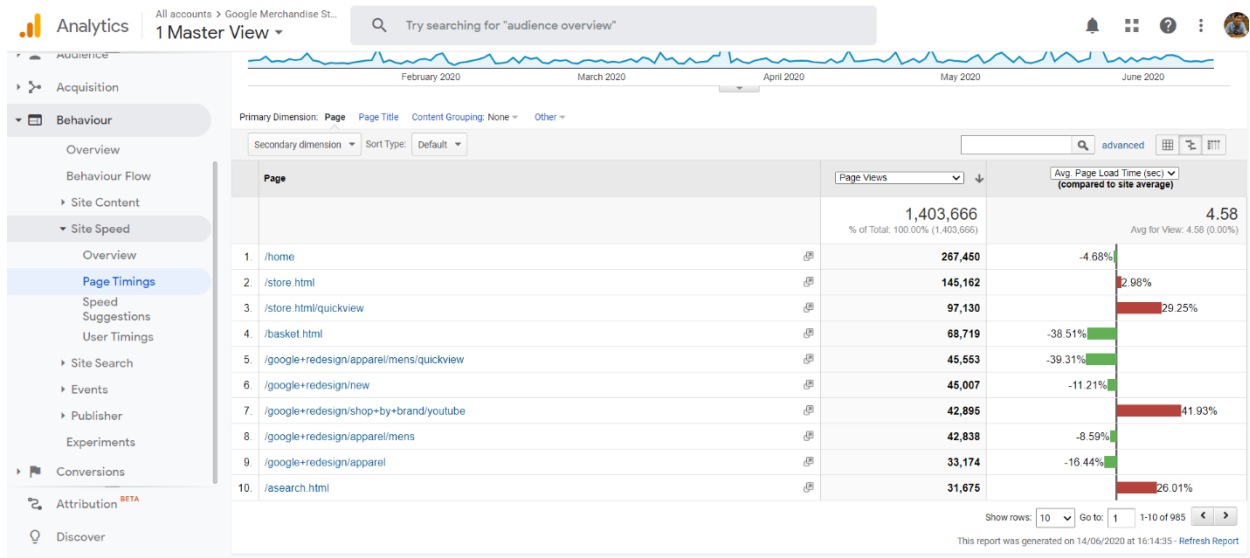 Analytics
All accounts > Google Merchandise St...
1 Master View
Try searching for "audience overview"
Audience
Acquisition
Behaviour
Overview
Behaviour Flow
Site Content
Site Speed
Overview
Page Timings
Speed
Suggestions
User Timings
Site Search
Events
Publisher
Experiments
Conversions
Attribution BETA
Discover
February 2020 March 2020 April 2020 May 2020 June 2020
Primary Dimension: Page Page Title Content Grouping: None Other
Secondary dimension Sort Type: Default advanced
Page Page Views Avg. Page Load Time (sec)
(compared to site average)
1,403,666 4.58
% of Total: 100.00% (1,403,666) Avg for View: 4.58 (0.00%)
1. /home 267,450 -4.68%
2. /store.html 145,162 2.98%
3. /store.html/quickview 97,130 29.25%
4. /basket.html 68,719 -38.51%
5. /google+redesign/apparel/mens/quickview 45,553 -39.31%
6. /google+redesign/new 45,007 -11.21%
7. /google+redesign/shop+by+brand/youtube 42,895 41.93%
8. /google+redesign/apparel/mens 42,838 -8.59%
9. /google+redesign/apparel 33,174 -16.44%
10. /asearch.html 31,675 26.01%
Show rows: 10 Go to: 1 1-10 of 985
This report was generated on 14/06/2020 at 16:14:35 - Refresh Report